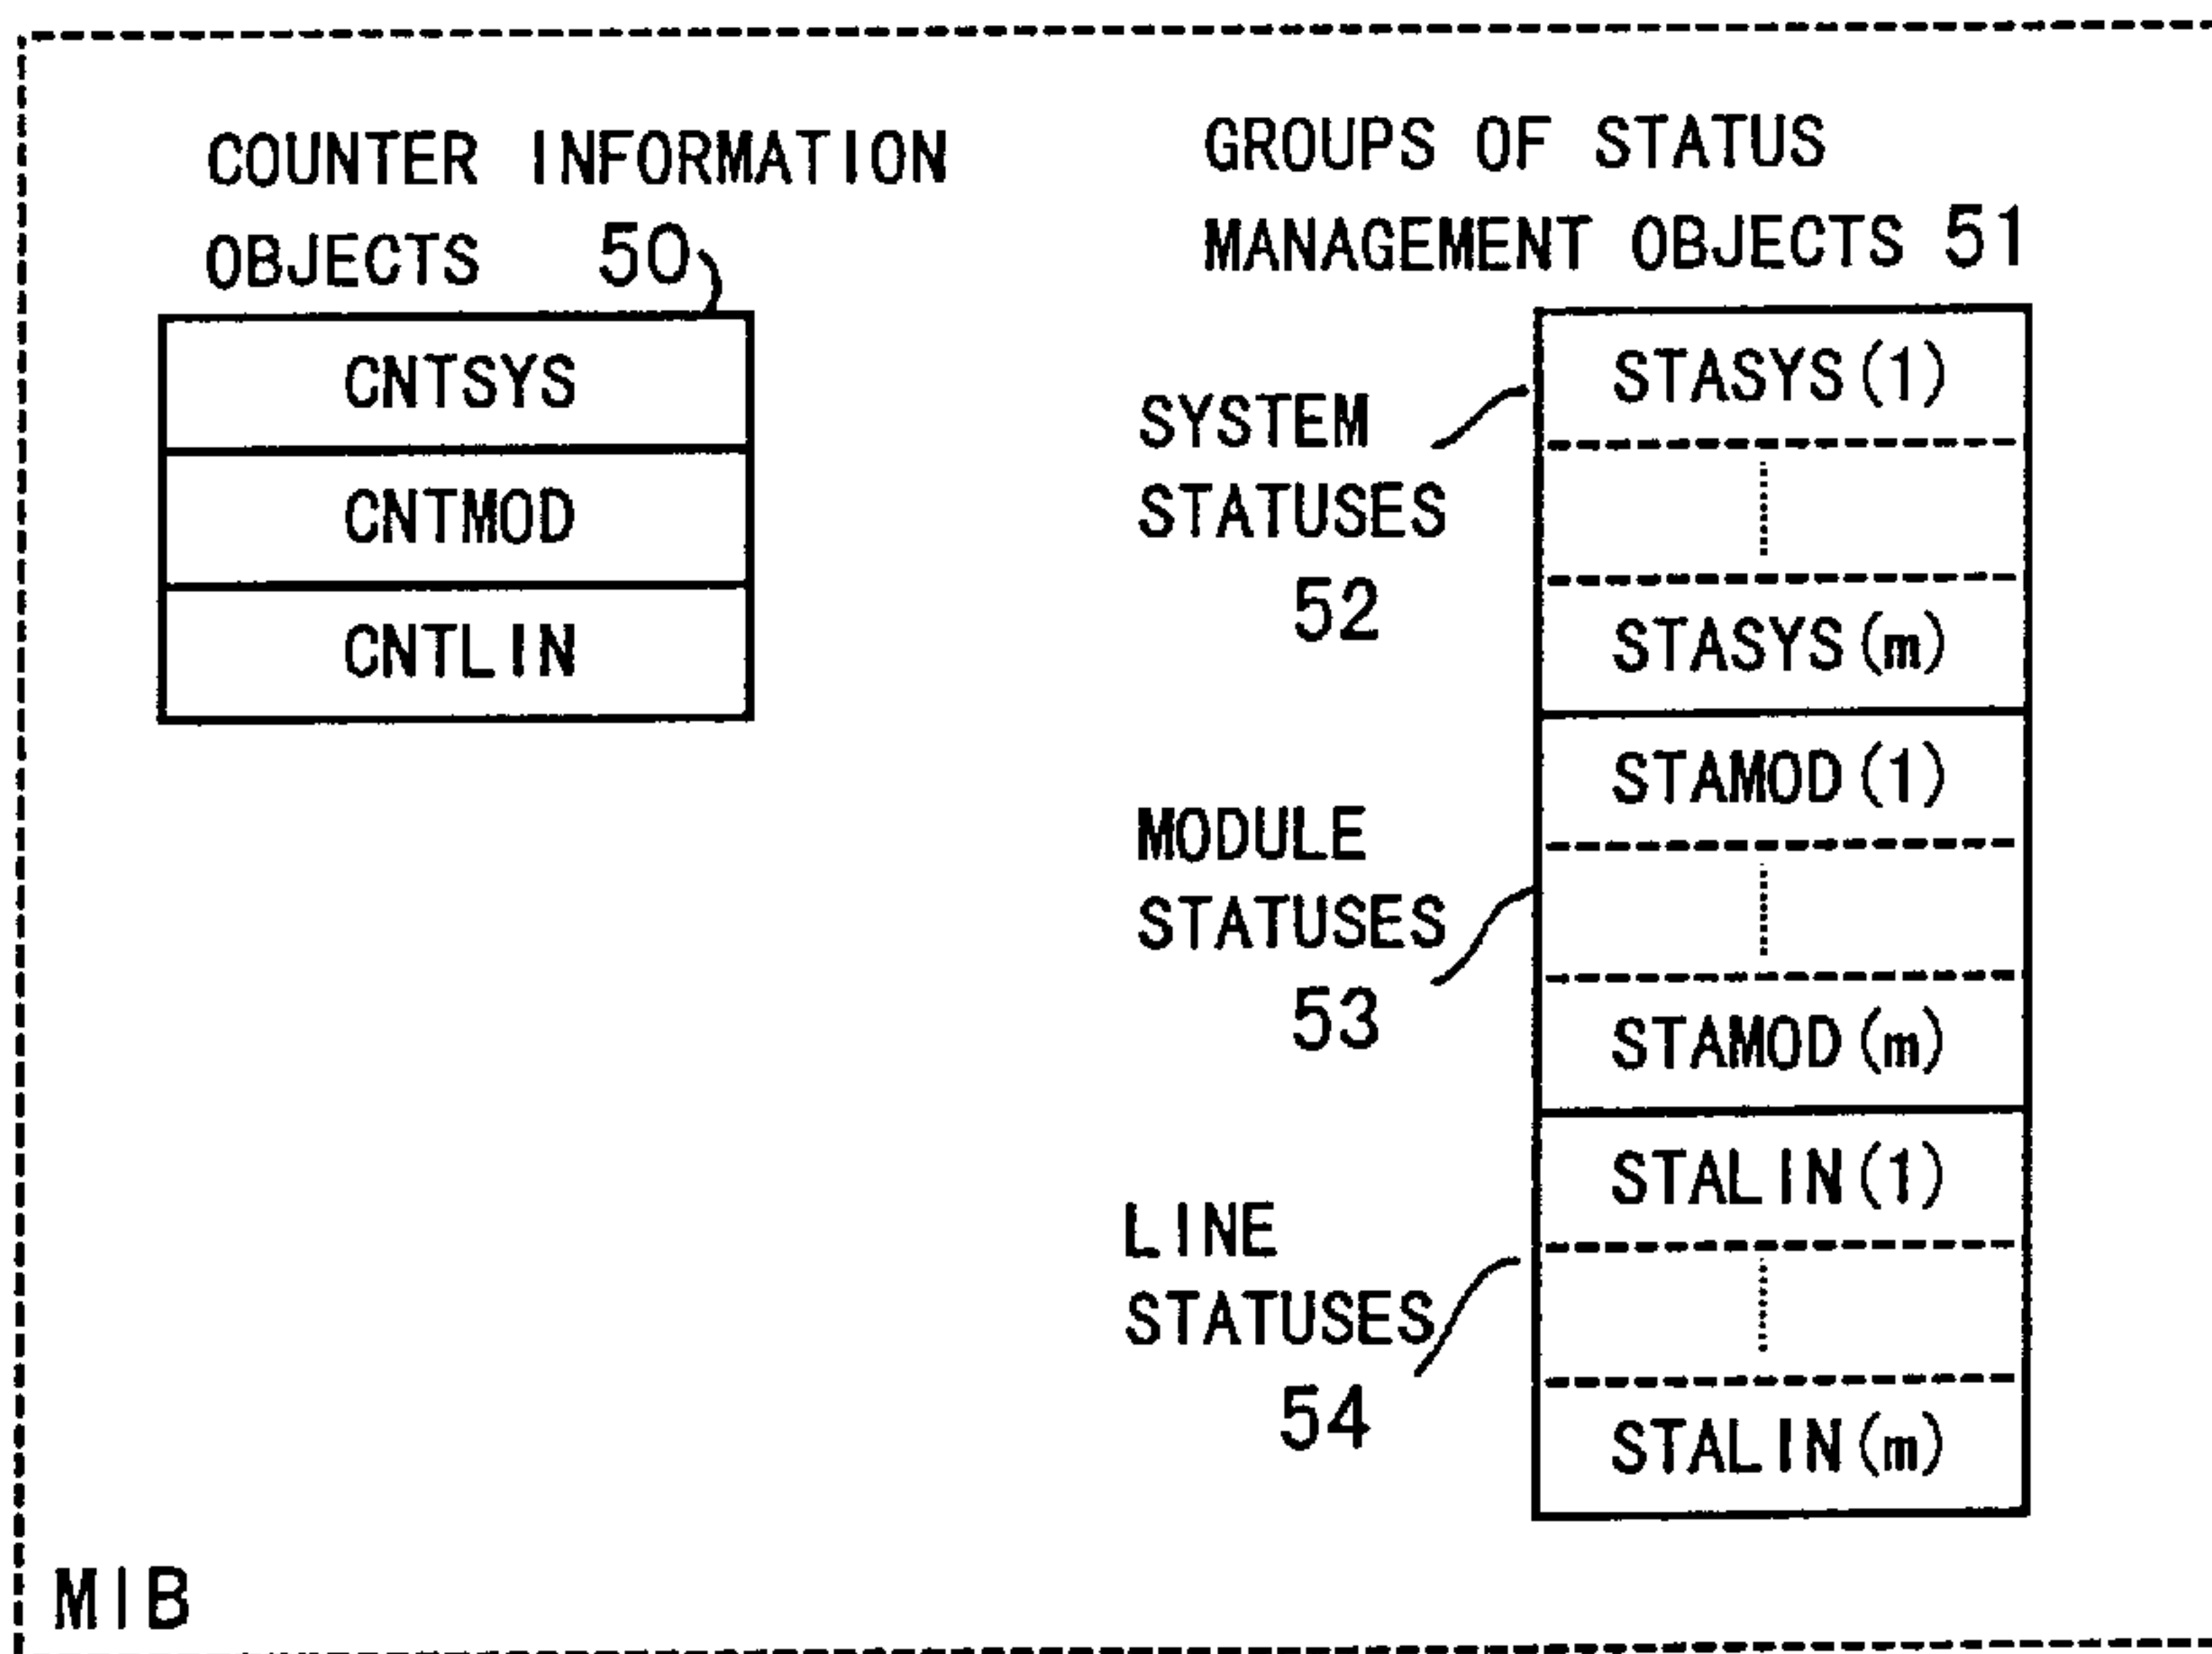 COUNTER INFORMATION
OBJECTS 50
CNTSYS
CNTMOD
CNTLIN
GROUPS OF STATUS
MANAGEMENT OBJECTS 51
SYSTEM
STATUSES
52
STASYS(1)
STASYS(m)
MODULE
STATUSES
53
STAMOD(1)
STAMOD(m)
LINE
STATUSES
54
STALIN(1)
STALIN(m)
MIB